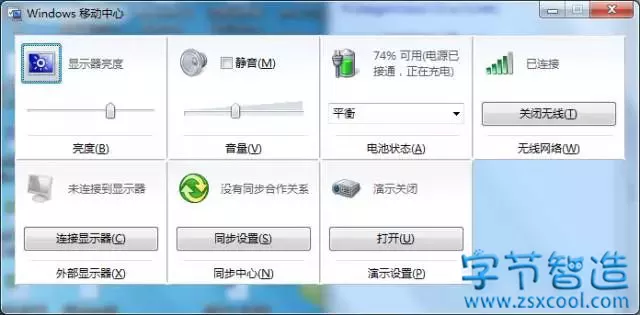 Windows 移动中心
显示器亮度
亮度(B)
静音(M)
音量(V)
74% 可用(电源已
接通，正在充电)
平衡
电池状态(A)
已连接
关闭无线(T)
无线网络(W)
未连接到显示器
连接显示器(C)
外部显示器(X)
没有同步合作关系
同步设置(S)
同步中心(N)
演示关闭
打开(U)
演示设置(P)
字节智造
www.zsxcool.com